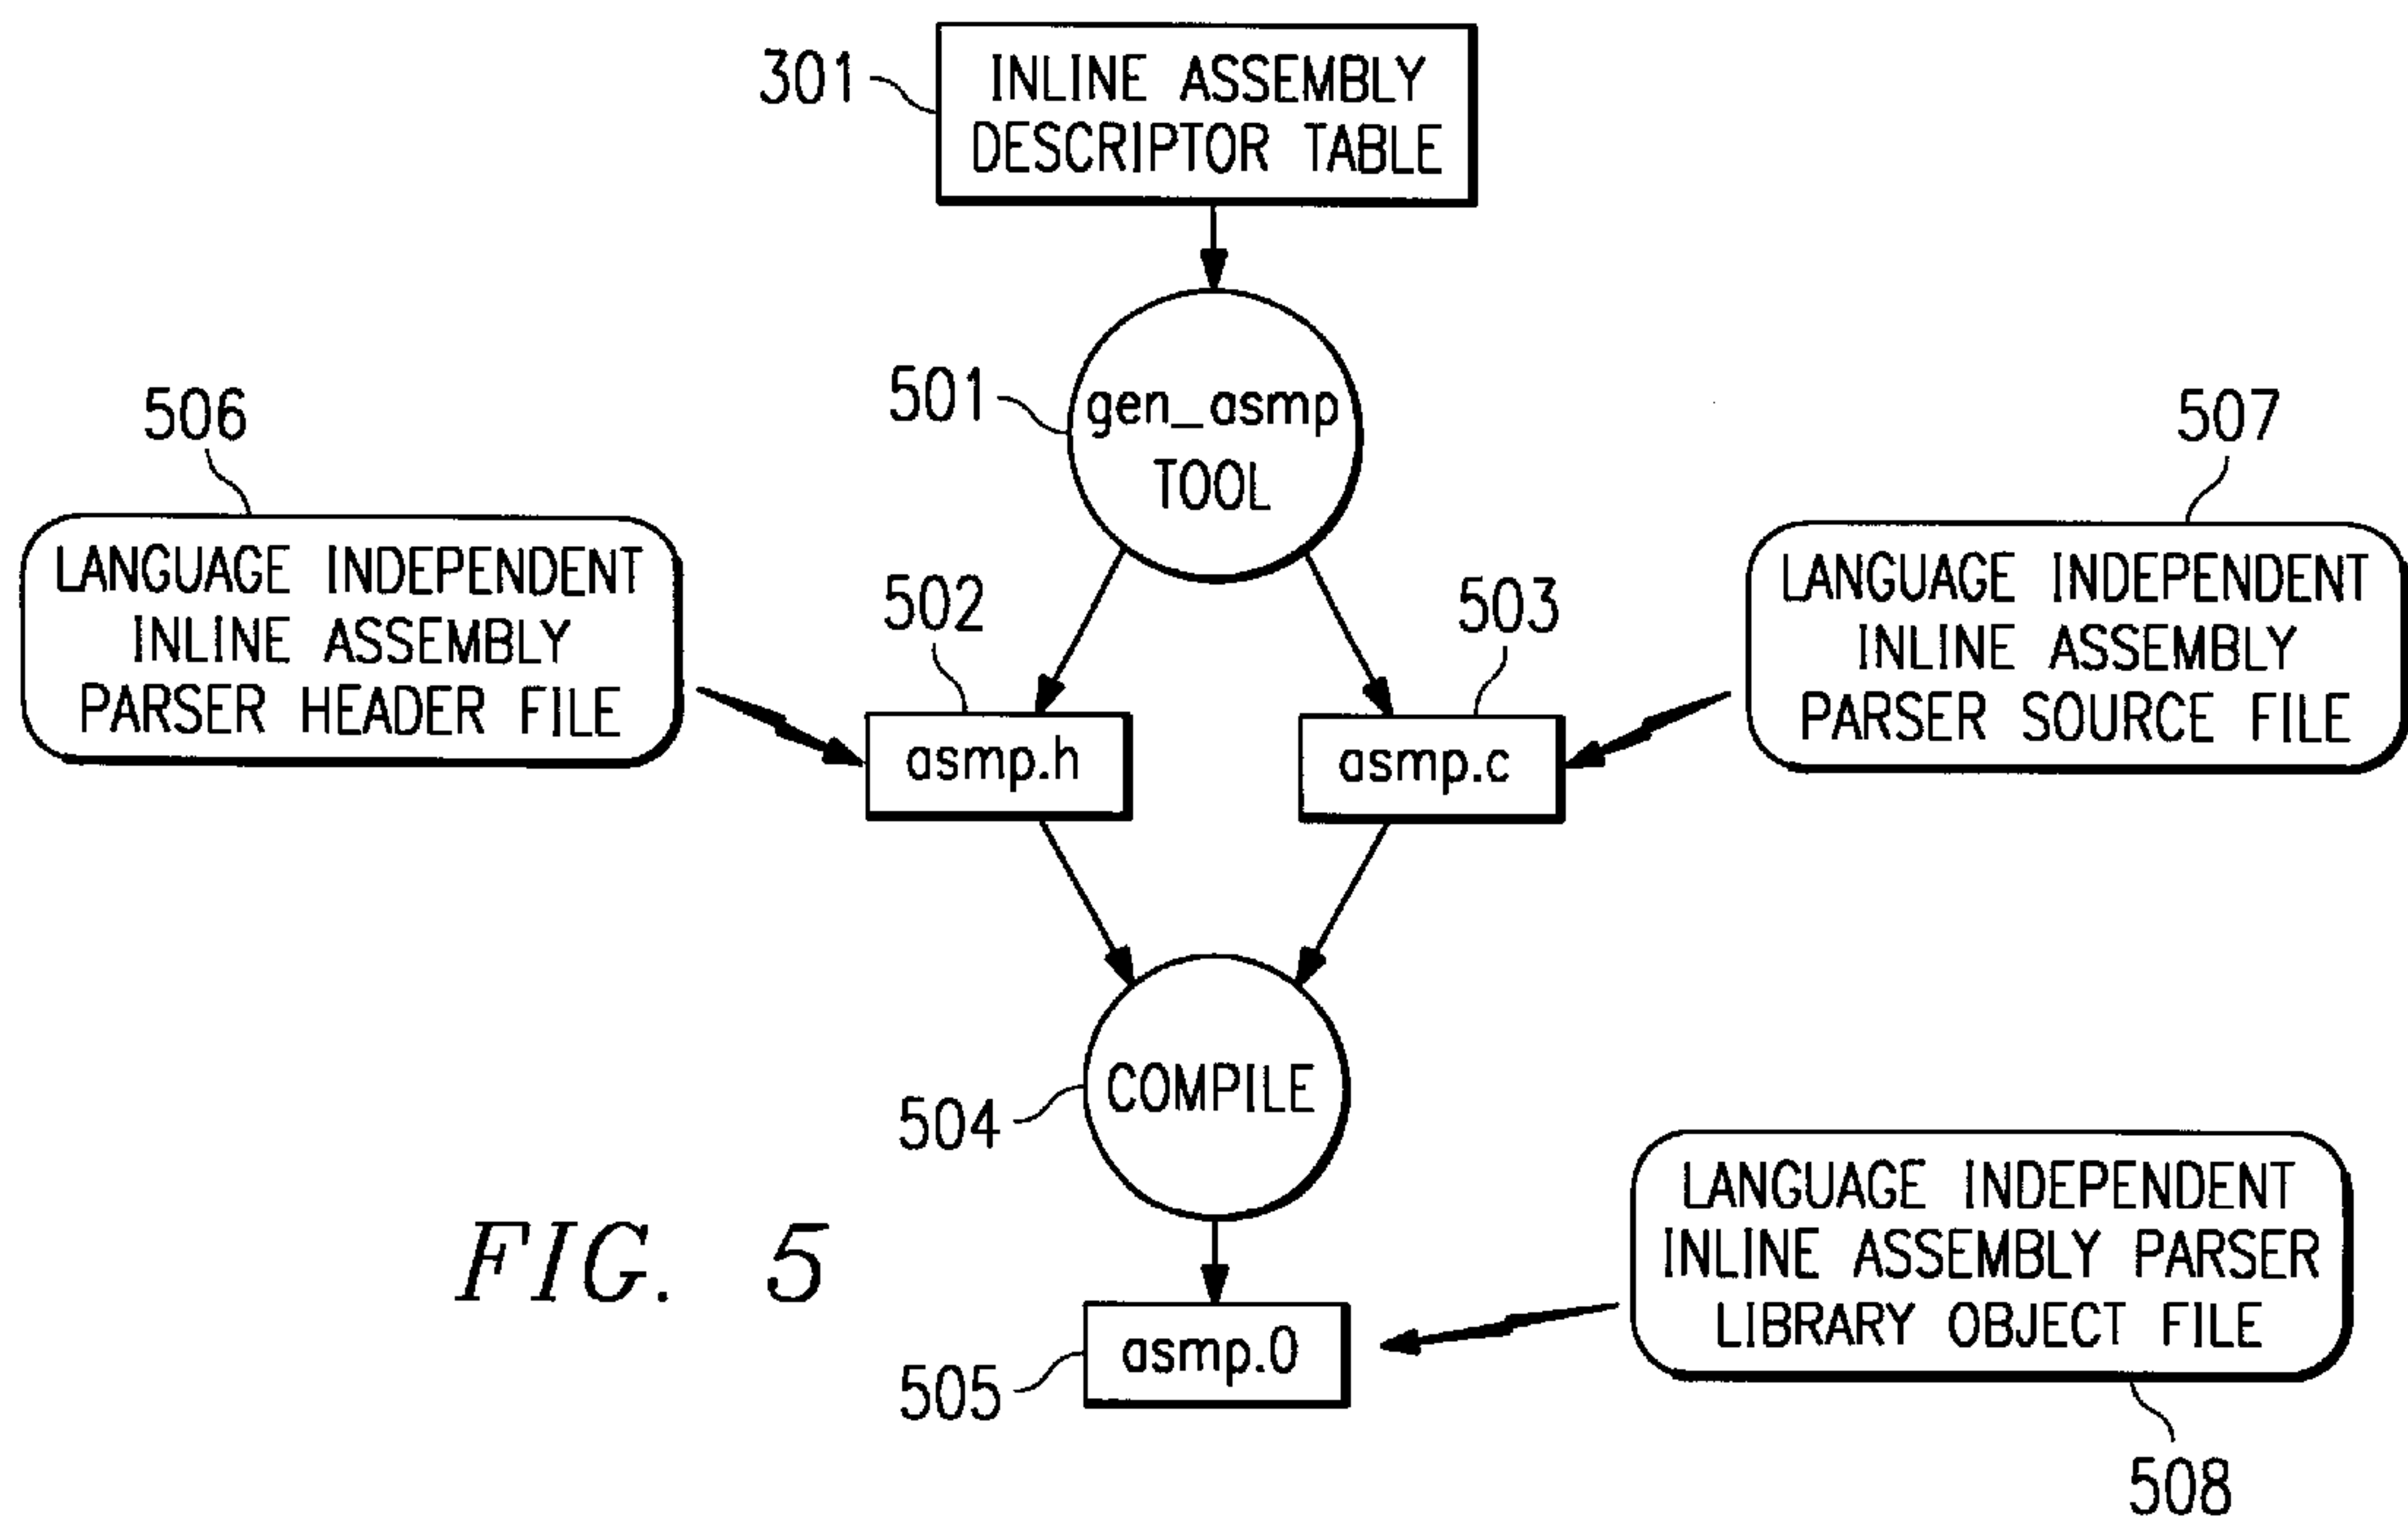 301
INLINE ASSEMBLY
DESCRIPTOR TABLE
501
gen_asmp
TOOL
506
LANGUAGE INDEPENDENT
INLINE ASSEMBLY
PARSER HEADER FILE
507
LANGUAGE INDEPENDENT
INLINE ASSEMBLY
PARSER SOURCE FILE
502
asmp.h
503
asmp.c
504
COMPILE
FIG. 5
505
asmp.0
LANGUAGE INDEPENDENT
INLINE ASSEMBLY PARSER
LIBRARY OBJECT FILE
508